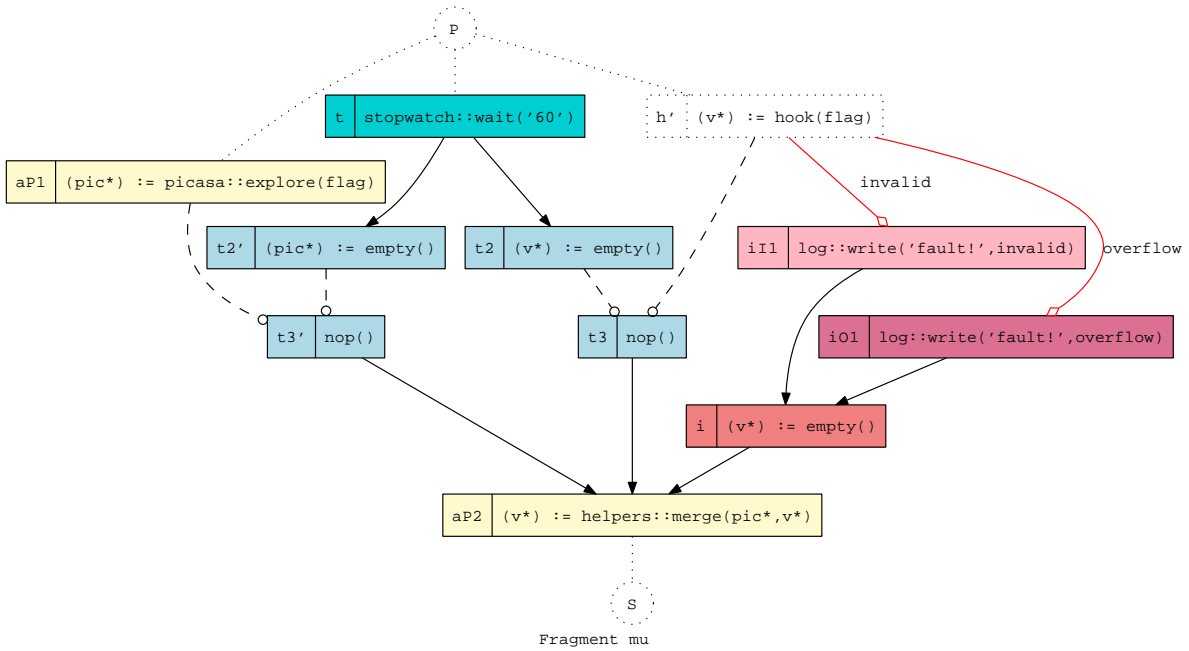 P
t stopwatch::wait('60')
h' (v*) := hook(flag)
aP1 (pic*) := picasa::explore(flag)
invalid
t2' (pic*) := empty()
t2 (v*) := empty()
iI1 log::write('fault!',invalid)
overflow
t3' nop()
t3 nop()
iO1 log::write('fault!',overflow)
i (v*) := empty()
aP2 (v*) := helpers::merge(pic*,v*)
S
Fragment mu